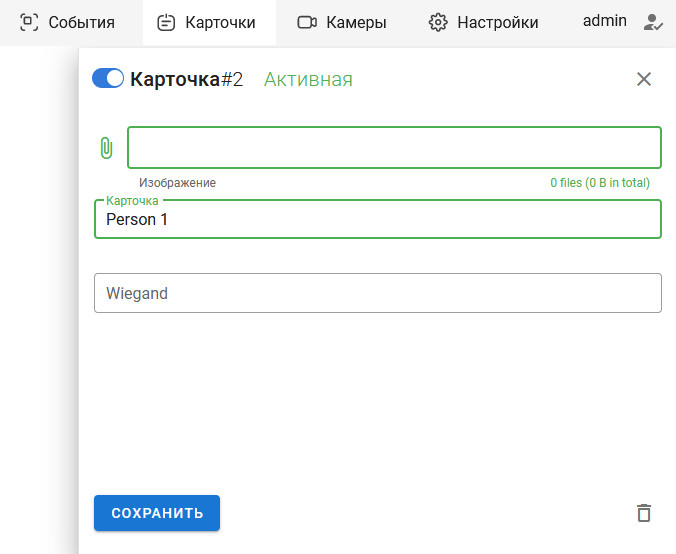 События Карточки Камеры Настройки admin
Карточка#2 Активная
Изображение 0 files (0 B in total)
Карточка
Person 1
Wiegand
СОХРАНИТЬ